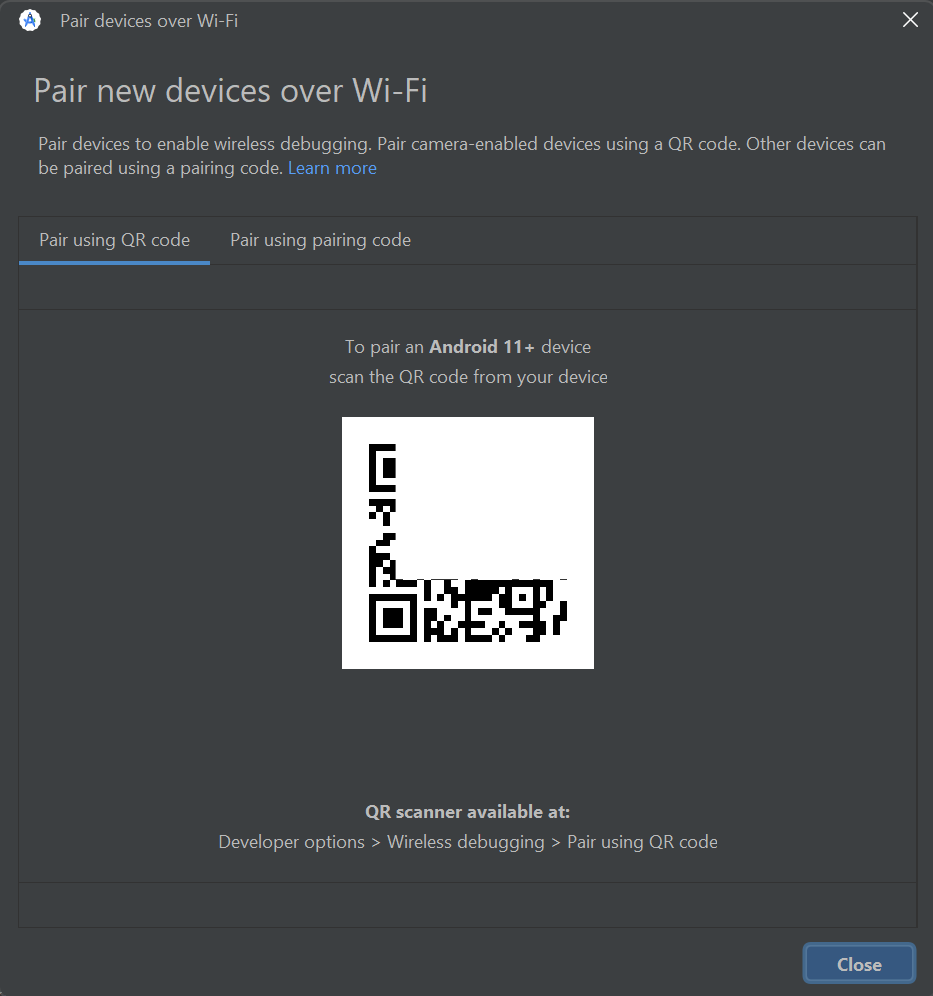 Pair devices over Wi-Fi
Pair new devices over Wi-Fi
Pair devices to enable wireless debugging. Pair camera-enabled devices using a QR code. Other devices can
be paired using a pairing code. Learn more
Pair using QR code
Pair using pairing code
To pair an Android 11+ device
scan the QR code from your device
QR scanner available at:
Developer options > Wireless debugging > Pair using QR code
Close